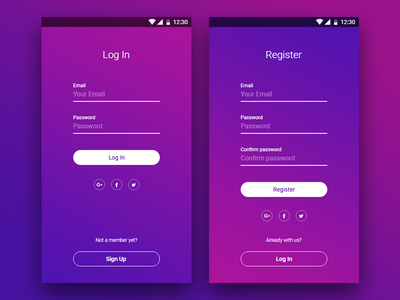 12:30
Log In
Email
Your Email
Password
Password
Log In
G+
f
Not a member yet?
Sign Up
12:30
Register
Email
Your Email
Password
Password
Confirm password
Confirm password
Register
G+
f
Already with us?
Log In